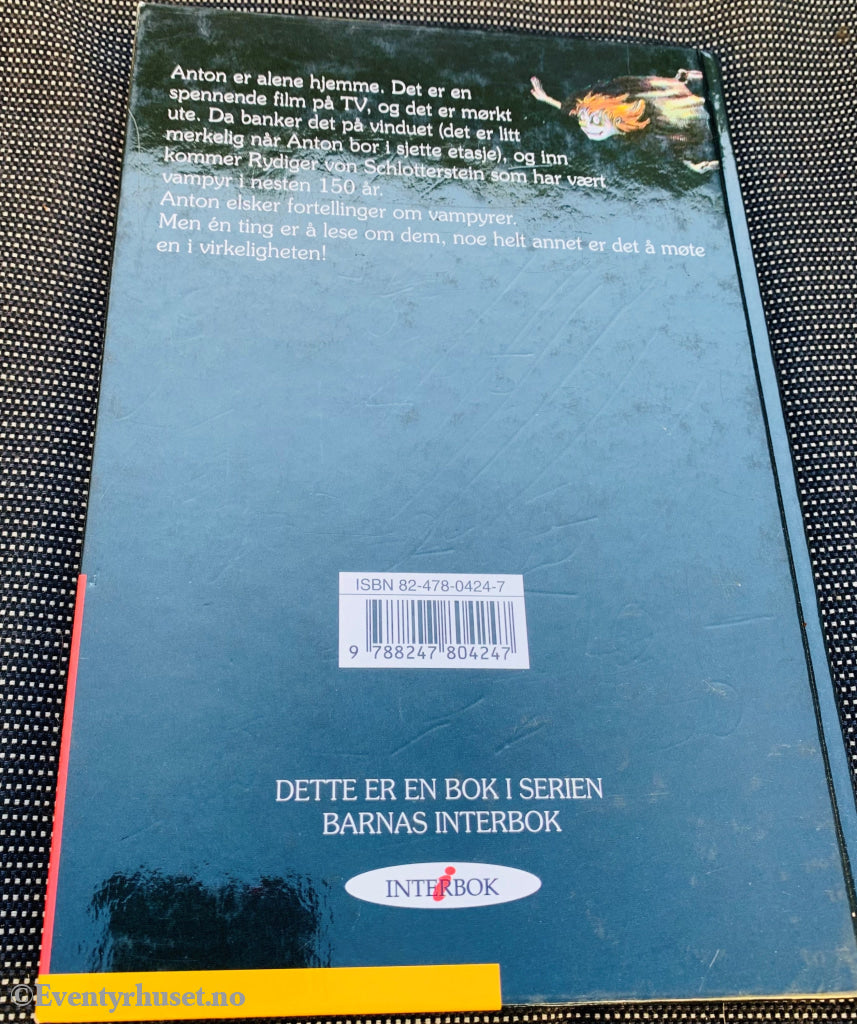 Anton er alene hjemme. Det er en
spennende film på TV, og det er mørkt
ute. Da banker det på vinduet (det er litt
merkelig når Anton bor i sjette etasje), og inn
kommer Rydiger von Schlotterstein som har vært
vampyr i nesten 150 år.
Anton elsker fortellinger om vampyrer.
Men én ting er å lese om dem, noe helt annet er det å møte
en i virkeligheten!
ISBN 82-478-0424-7
9 788247 804247
DETTE ER EN BOK I SERIEN
BARNAS INTERBOK
INTERBOK
©Eventyrhuset.no